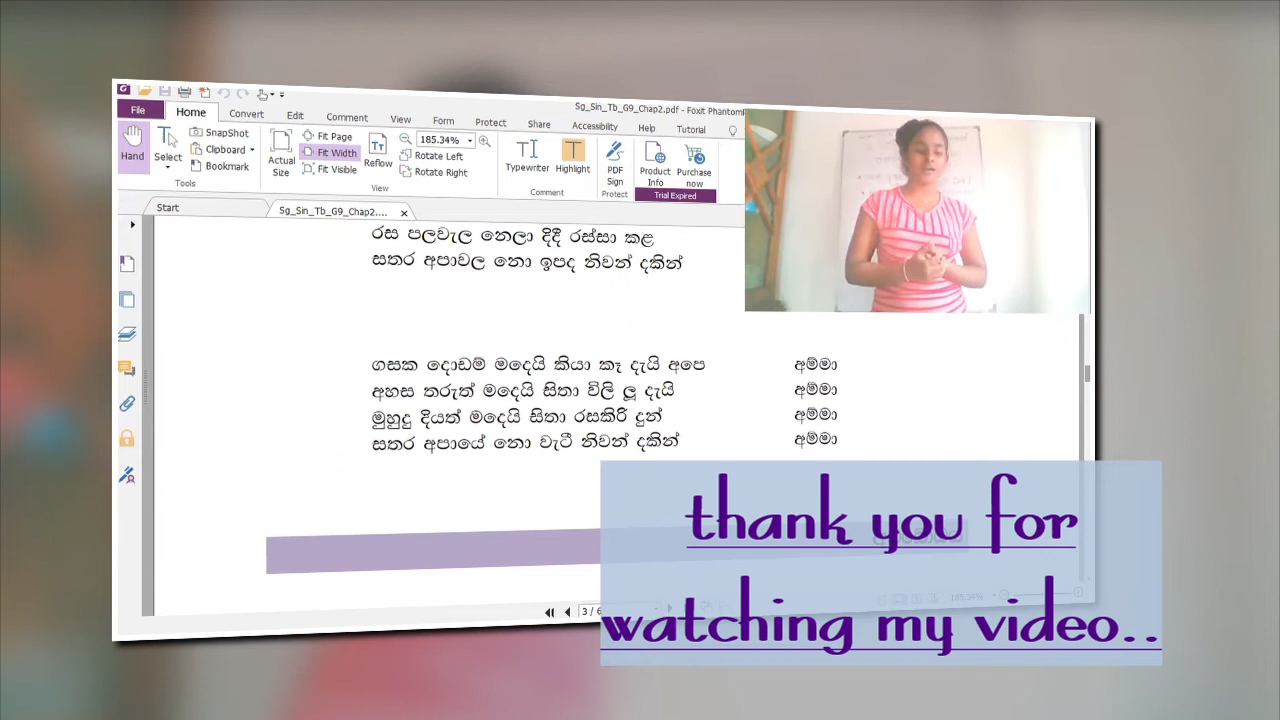 Sg_Sin_Tb_G9_Chap2.pdf - Foxit Phantom
File Home Convert Edit Comment View Form Protect Share Accessibility Help Tutorial
Hand
Select
SnapShot
Clipboard
Bookmark
Tools
Actual Size
Fit Page
Fit Width
Fit Visible
Reflow
185.34%
Rotate Left
Rotate Right
View
Typewriter
Highlight
Comment
PDF Sign
Protect
Product Info
Purchase now
Trial Expired
Start
Sg_Sin_Tb_G9_Chap2....
රස පලවැල නෙලා දිදී රස්සා කළ
සතර අපාවල නො ඉපද නිවන් දකින්
ගසක දොඩම් මදෙයි කියා කෑ දැයි අපෙ අම්මා
අහස තරුත් මදෙයි සිතා විලි ලූ දැයි අම්මා
මුහුදු දියත් මදෙයි සිතා රසකිරි දුන් අම්මා
සතර අපායේ නො වැටී නිවන් දකින් අම්මා
thank you for
watching my video..
3 / 6
185.34%